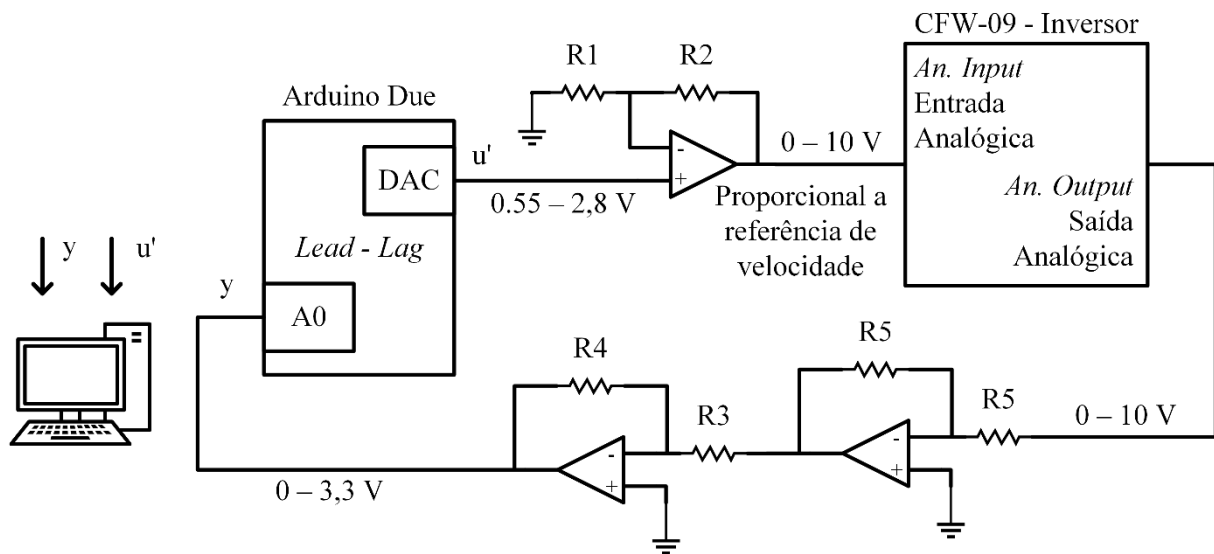 CFW-09 - Inversor
An. Input
Entrada
Analógica
An. Output
Saída
Analógica
R1
R2
Arduino Due
DAC
u'
0.55 – 2,8 V
-
+
0 – 10 V
Proporcional a
referência de
velocidade
Lead - Lag
y
u'
y
A0
R4
R3
R5
R5
0 – 10 V
-
+
-
+
0 – 3,3 V